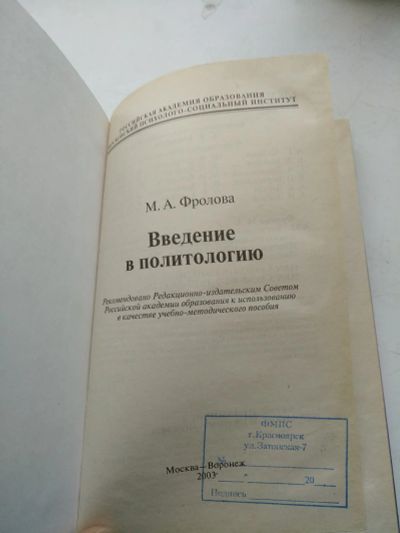 РОССИЙСКАЯ АКАДЕМИЯ ОБРАЗОВАНИЯ
МОСКОВСКИЙ ПСИХОЛОГО-СОЦИАЛЬНЫЙ ИНСТИТУТ
М. А. Фролова
Введение
в политологию
Рекомендовано Редакционно-издательским Советом
Российской академии образования к использованию
в качестве учебно-методического пособия
ФМПС
г.Красноярск
ул.Затонская-7
№
" " 20
Подпись
Москва – Воронеж
2003